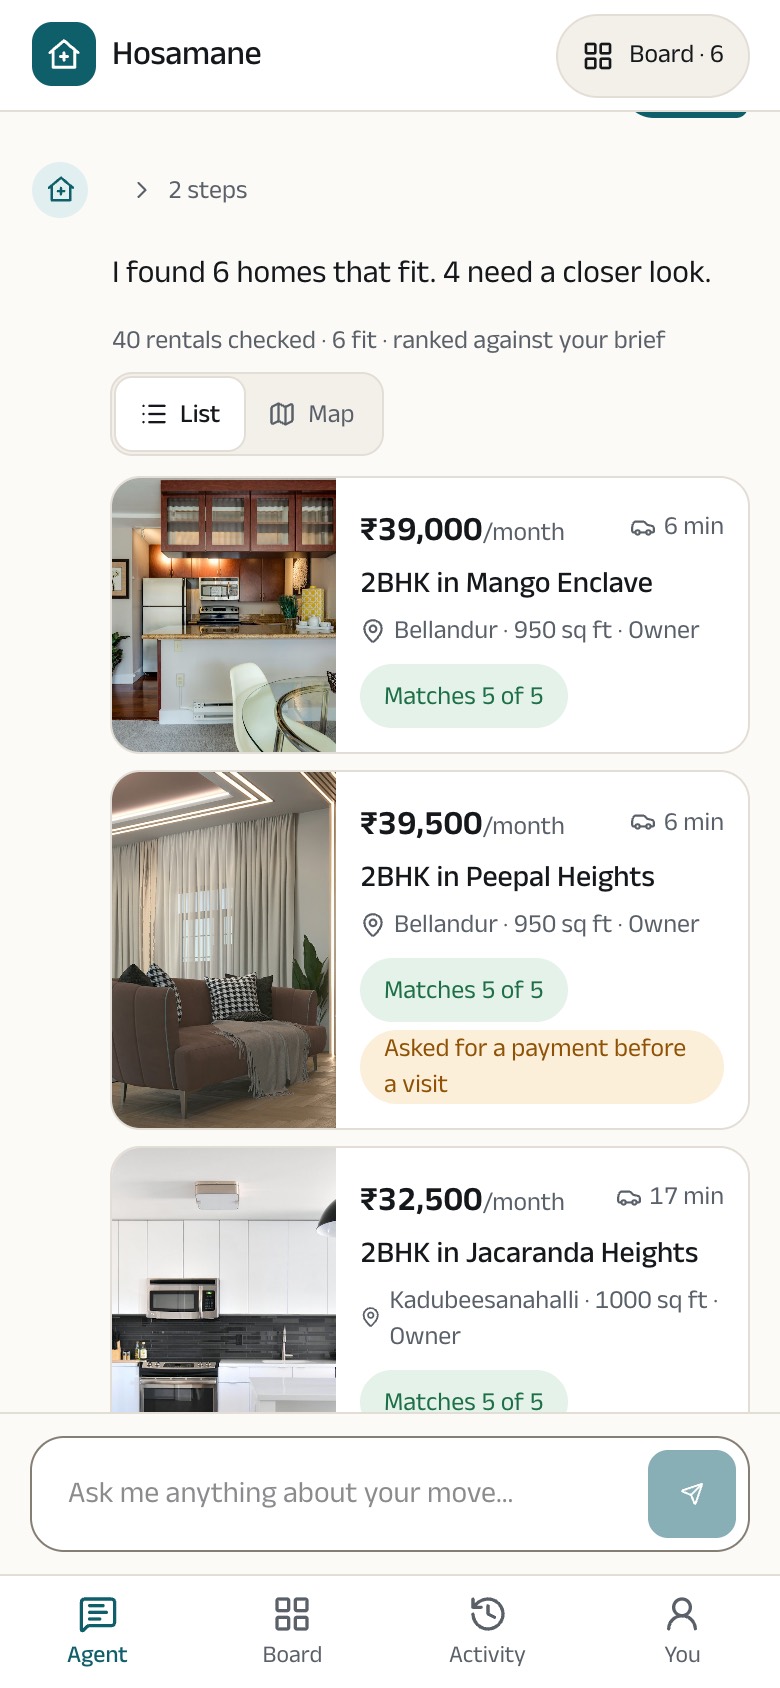 Hosamane
Board · 6
2 steps
I found 6 homes that fit. 4 need a closer look.
40 rentals checked · 6 fit · ranked against your brief
List
Map
₹39,000/month
6 min
2BHK in Mango Enclave
Bellandur · 950 sq ft · Owner
Matches 5 of 5
₹39,500/month
6 min
2BHK in Peepal Heights
Bellandur · 950 sq ft · Owner
Matches 5 of 5
Asked for a payment before
a visit
₹32,500/month
17 min
2BHK in Jacaranda Heights
Kadubeesanahalli · 1000 sq ft ·
Owner
Matches 5 of 5
Ask me anything about your move...
Agent
Board
Activity
You